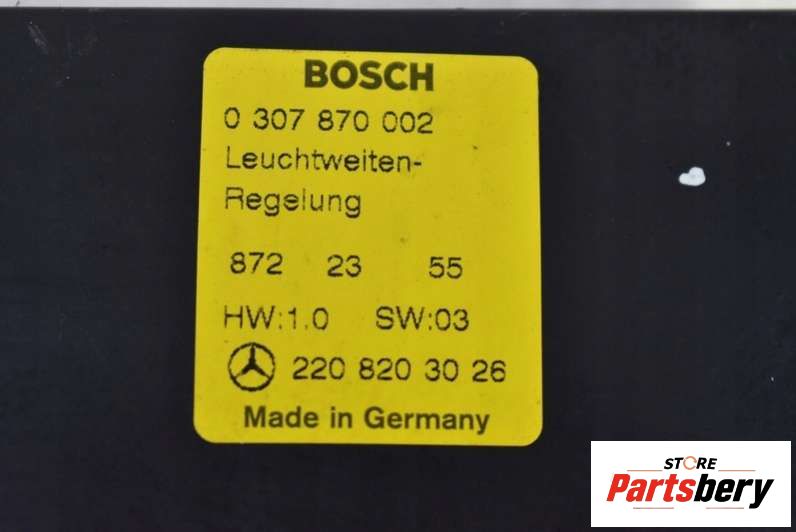 BOSCH
0 307 870 002
Leuchtweiten-
Regelung
872 23 55
HW:1.0 SW:03
220 820 30 26
Made in Germany
STORE
Partsbery